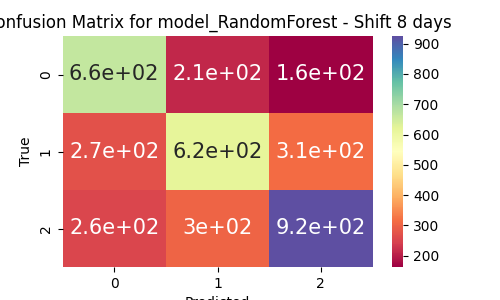 onfusion Matrix for model_RandomForest - Shift 8 days
0 6.6e+02 2.1e+02 1.6e+02
1 2.7e+02 6.2e+02 3.1e+02
2 2.6e+02 3e+02 9.2e+02
True
0 1 2
Predicted
900
800
700
600
500
400
300
200